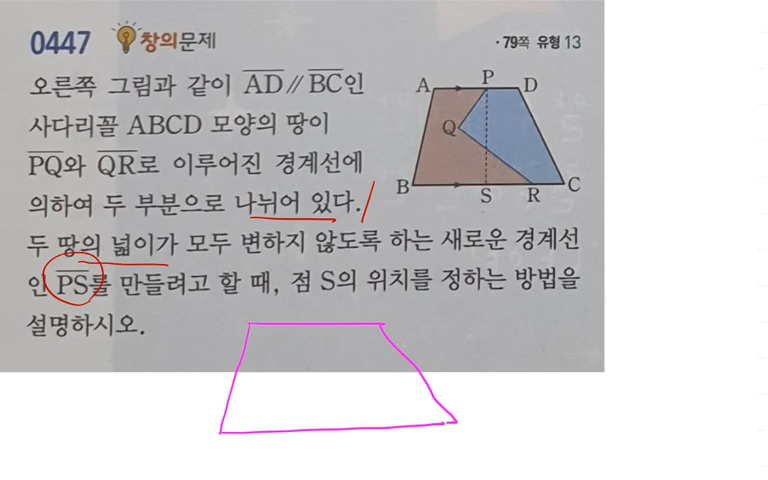 0447 창의문제
• 79쪽 유형 13
오른쪽 그림과 같이 AD // BC인
사다리꼴 ABCD 모양의 땅이
PQ와 QR로 이루어진 경계선에
의하여 두 부분으로 나뉘어 있다.
두 땅의 넓이가 모두 변하지 않도록 하는 새로운 경계선
인 PS를 만들려고 할 때, 점 S의 위치를 정하는 방법을
설명하시오.
A P D
Q
B S R C